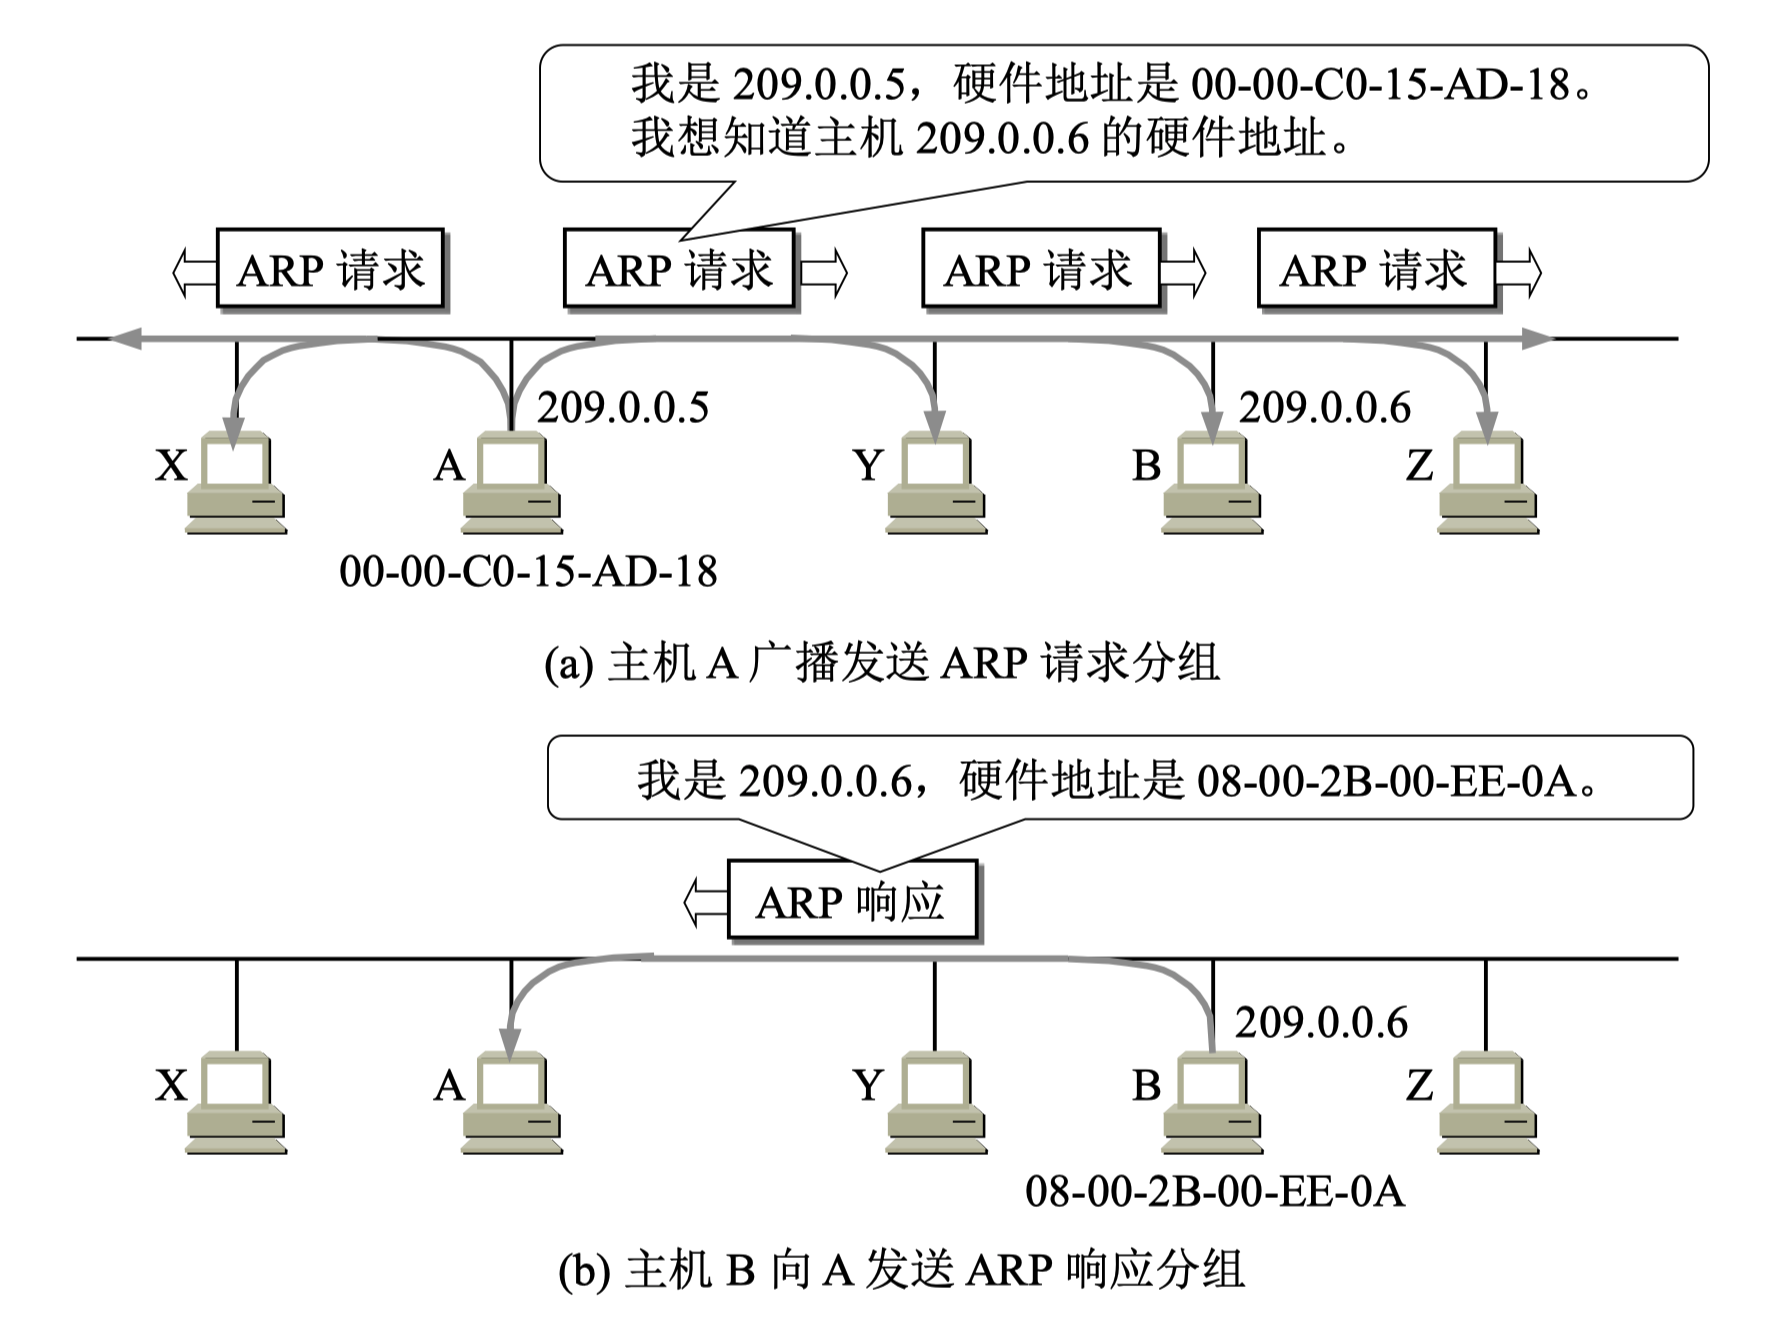 我是 209.0.0.5，硬件地址是 00-00-C0-15-AD-18。
我想知道主机 209.0.0.6 的硬件地址。
ARP 请求
ARP 请求
ARP 请求
ARP 请求
209.0.0.5
209.0.0.6
X
A
Y
B
Z
00-00-C0-15-AD-18
(a) 主机 A 广播发送 ARP 请求分组
我是 209.0.0.6，硬件地址是 08-00-2B-00-EE-0A。
ARP 响应
209.0.0.6
X
A
Y
B
Z
08-00-2B-00-EE-0A
(b) 主机 B 向 A 发送 ARP 响应分组